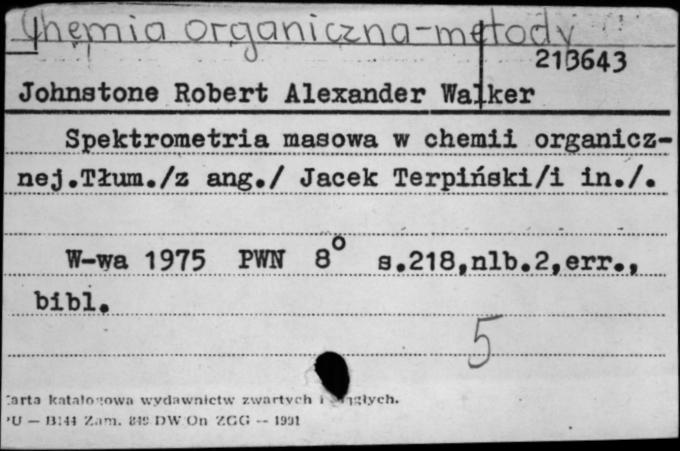 Chemia organiczna-metody
213643
Johnstone Robert Alexander Walker
Spektrometria masowa w chemii organicz-
nej.Tłum./z ang./ Jacek Terpiński/i in./.
W-wa 1975 PWN 8° s.218,nlb.2,err.,
bibl.
5
Karta katalogowa wydawnictw zwartych i ciągłych.
PU — B144 Zam. 849 DW On ZGG — 1991